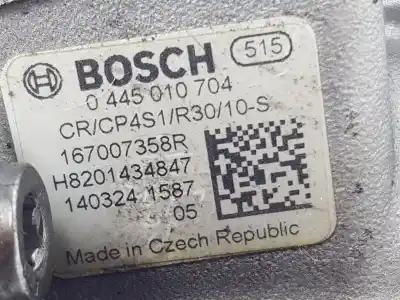 BOSCH 515
0 445 010 704
CR/CP4S1/R30/10-S
167007358R
H8201434847
140324 1587
05
Made in Czech Republic